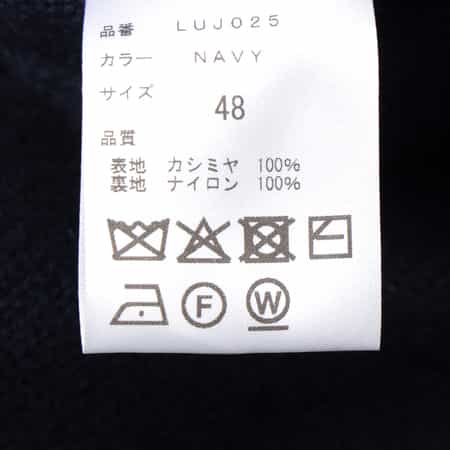 品番 LUJ025
カラー NAVY
サイズ 48
品質
表地 カシミヤ 100%
裏地 ナイロン 100%
F W